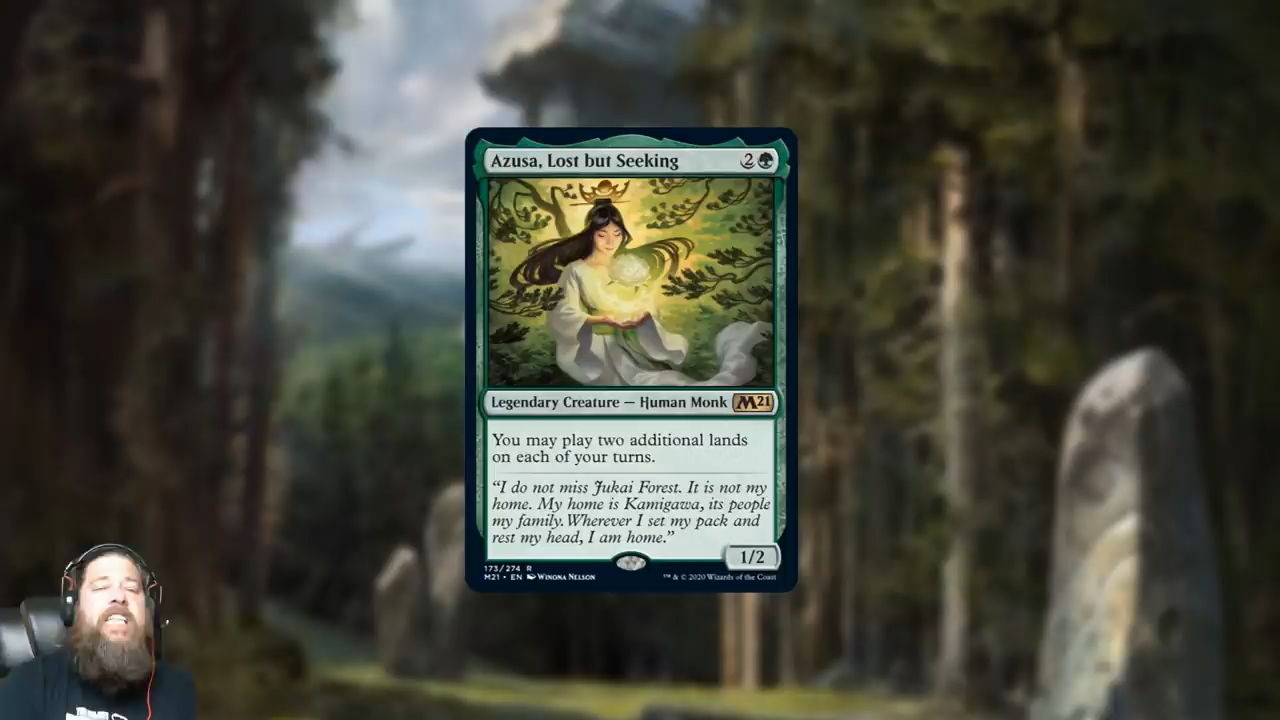 Azusa, Lost but Seeking 2
Legendary Creature — Human Monk M21
You may play two additional lands
on each of your turns.
“I do not miss Jukai Forest. It is not my
home. My home is Kamigawa, its people
my family. Wherever I set my pack and
rest my head, I am home.”
1/2
173/274 R
M21 • EN Winona Nelson ™ & © 2020 Wizards of the Coast